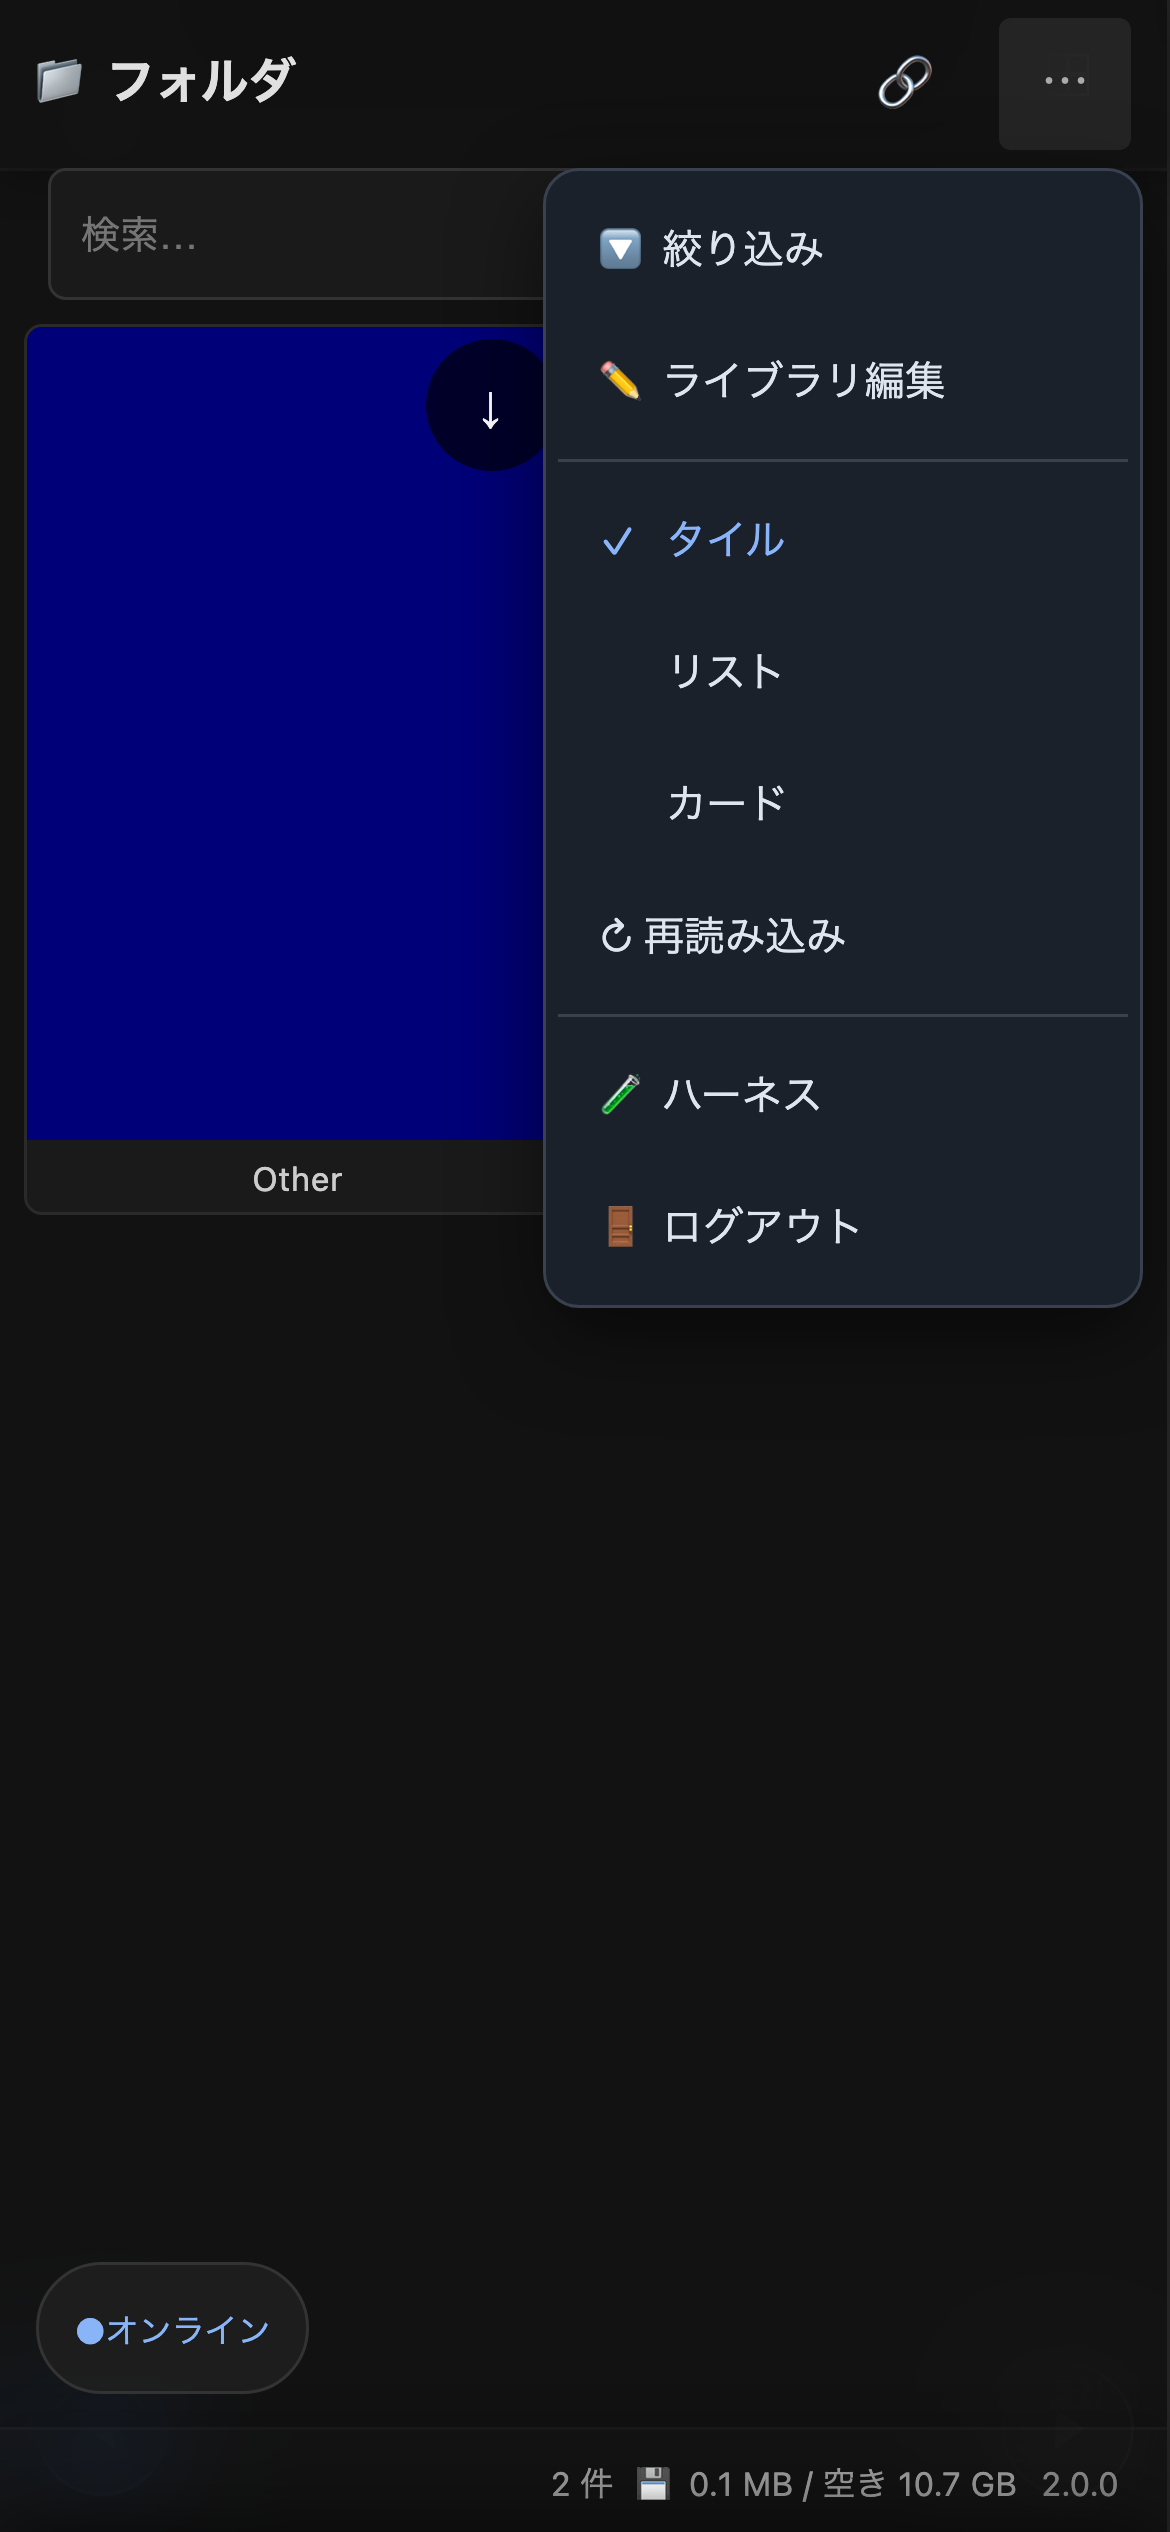 フォルダ
検索...
絞り込み
ライブラリ編集
✓ タイル
リスト
カード
↻ 再読み込み
ハーネス
ログアウト
↓
Other
●オンライン
2 件 💾 0.1 MB / 空き 10.7 GB 2.0.0